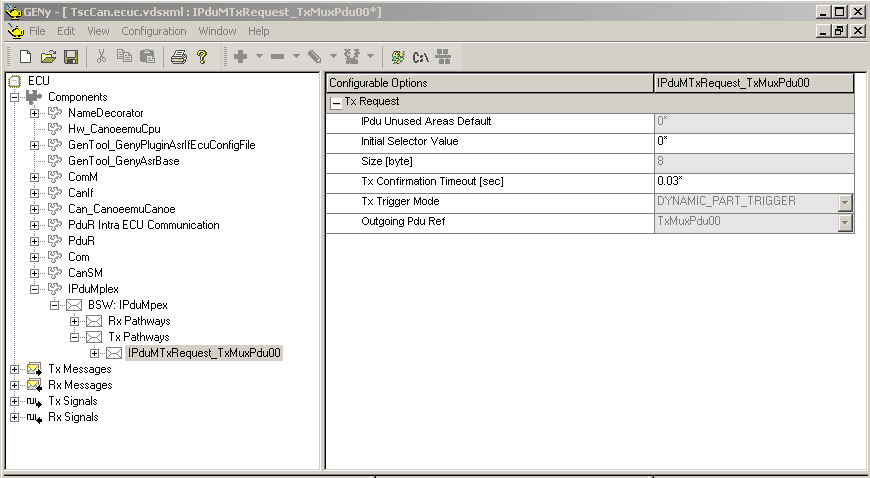 GENy - [ TscCan.ecuc.vdsxml : IPduMTxRequest_TxMuxPdu00*]
File Edit View Configuration Window Help
C:\
ECU
Components
NameDecorator
Hw_CanoeemuCpu
GenTool_GenyPluginAsrIfEcuConfigFile
GenTool_GenyAsrBase
ComM
CanIf
Can_CanoeemuCanoe
PduR Intra ECU Communication
PduR
Com
CanSM
IPduMplex
BSW: IPduMpex
Rx Pathways
Tx Pathways
IPduMTxRequest_TxMuxPdu00
Tx Messages
Rx Messages
Tx Signals
Rx Signals
Configurable Options IPduMTxRequest_TxMuxPdu00
Tx Request
IPdu Unused Areas Default 0*
Initial Selector Value 0*
Size [byte] 8
Tx Confirmation Timeout [sec] 0.03*
Tx Trigger Mode DYNAMIC_PART_TRIGGER
Outgoing Pdu Ref TxMuxPdu00